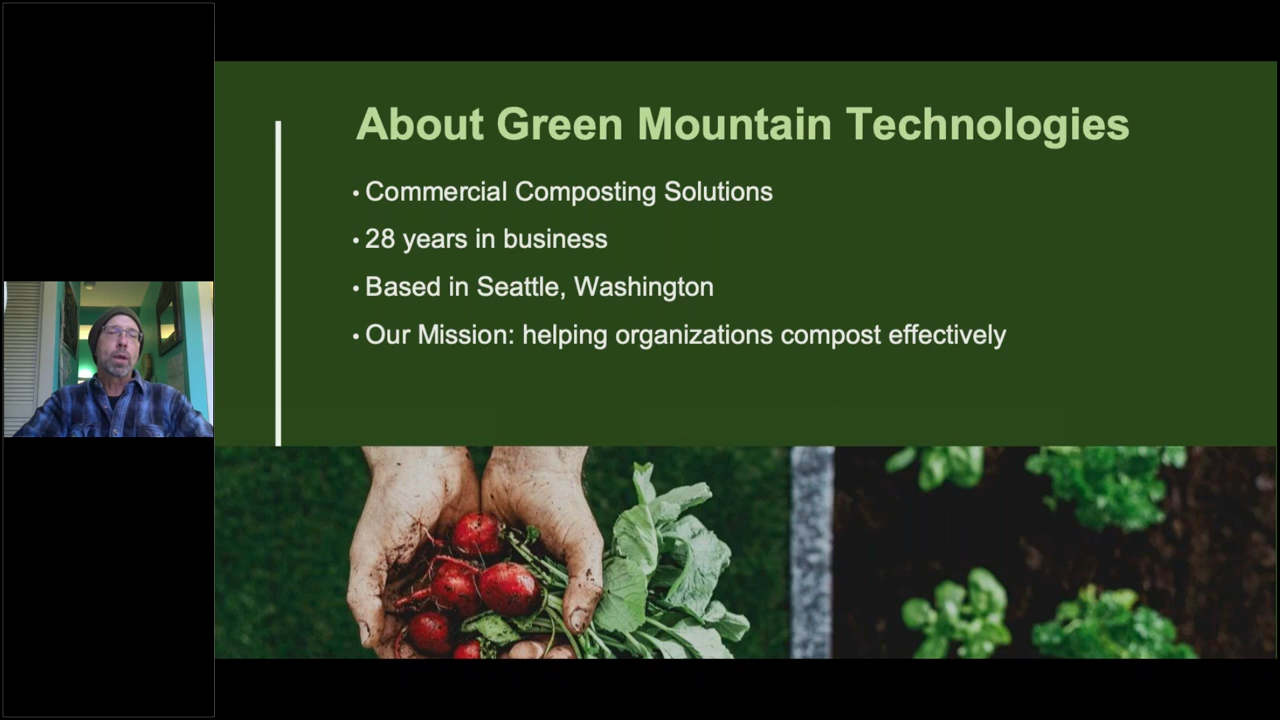 About Green Mountain Technologies
• Commercial Composting Solutions
• 28 years in business
• Based in Seattle, Washington
• Our Mission: helping organizations compost effectively